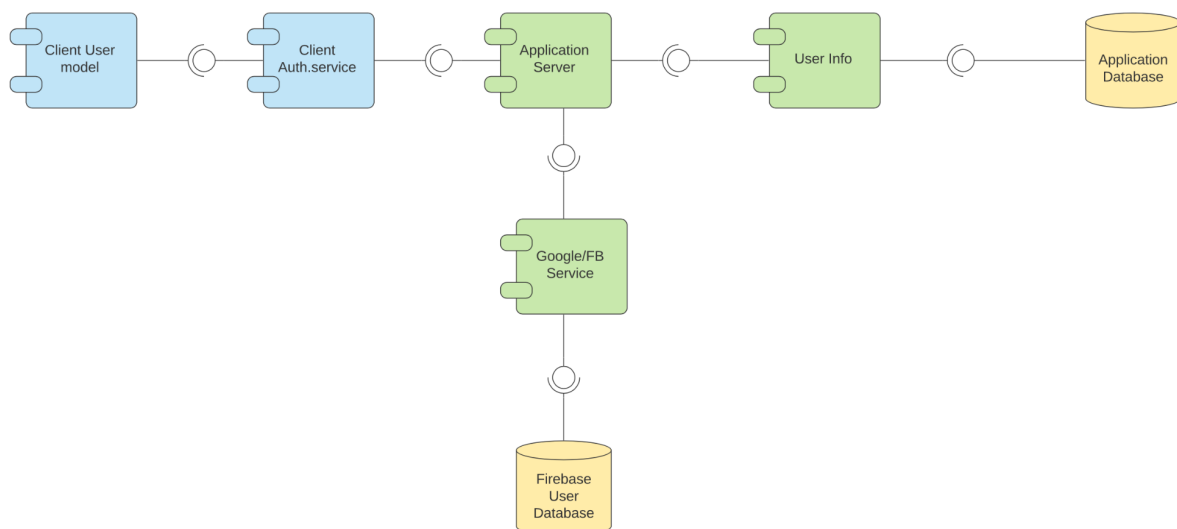 Client User
model
Client
Auth.service
Application
Server
User Info
Application
Database
Google/FB
Service
Firebase
User
Database